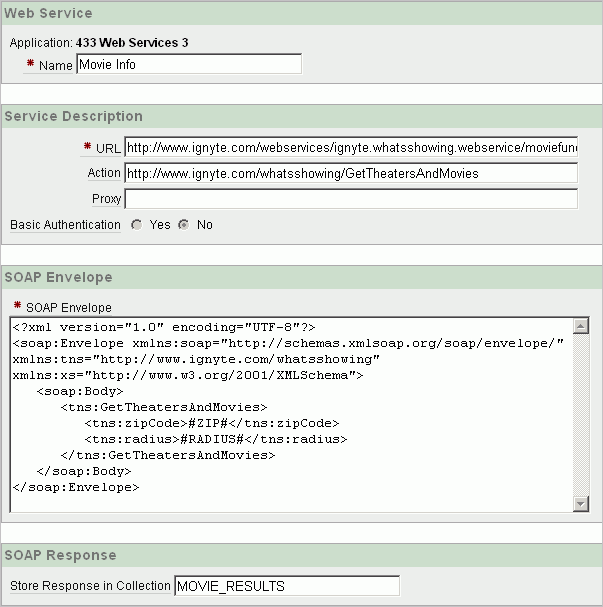 Web Service
Application: 433 Web Services 3
* Name Movie Info
Service Description
* URL http://www.ignyte.com/webservices/ignyte.whatsshowing.webservice/moviefun
Action http://www.ignyte.com/whatsshowing/GetTheatersAndMovies
Proxy
Basic Authentication Yes No
SOAP Envelope
* SOAP Envelope
<?xml version="1.0" encoding="UTF-8"?>
<soap:Envelope xmlns:soap="http://schemas.xmlsoap.org/soap/envelope/"
xmlns:tns="http://www.ignyte.com/whatsshowing"
xmlns:xs="http://www.w3.org/2001/XMLSchema">
<soap:Body>
<tns:GetTheatersAndMovies>
<tns:zipCode>#ZIP#</tns:zipCode>
<tns:radius>#RADIUS#</tns:radius>
</tns:GetTheatersAndMovies>
</soap:Body>
</soap:Envelope>
SOAP Response
Store Response in Collection MOVIE_RESULTS